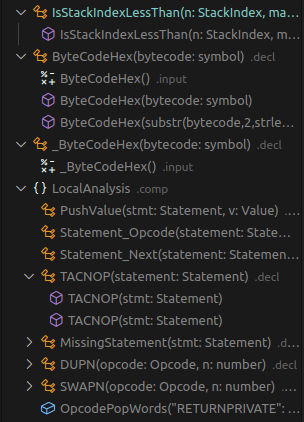 IsStackIndexLessThan(n: StackIndex, ma...
IsStackIndexLessThan(n: StackIndex, m...
ByteCodeHex(bytecode: symbol) .decl
ByteCodeHex() .input
ByteCodeHex(bytecode: symbol)
ByteCodeHex(substr(bytecode,2,strle...
_ByteCodeHex(bytecode: symbol) .decl
_ByteCodeHex() .input
{} LocalAnalysis .comp
PushValue(stmt: Statement, v: Value) ....
Statement_Opcode(statement: State...
Statement_Next(statement: Statemen...
TACNOP(statement: Statement) .decl
TACNOP(stmt: Statement)
TACNOP(stmt: Statement)
MissingStatement(stmt: Statement) .d...
DUPN(opcode: Opcode, n: number) .decl
SWAPN(opcode: Opcode, n: number) ....
OpcodePopWords("RETURNPRIVATE": ...